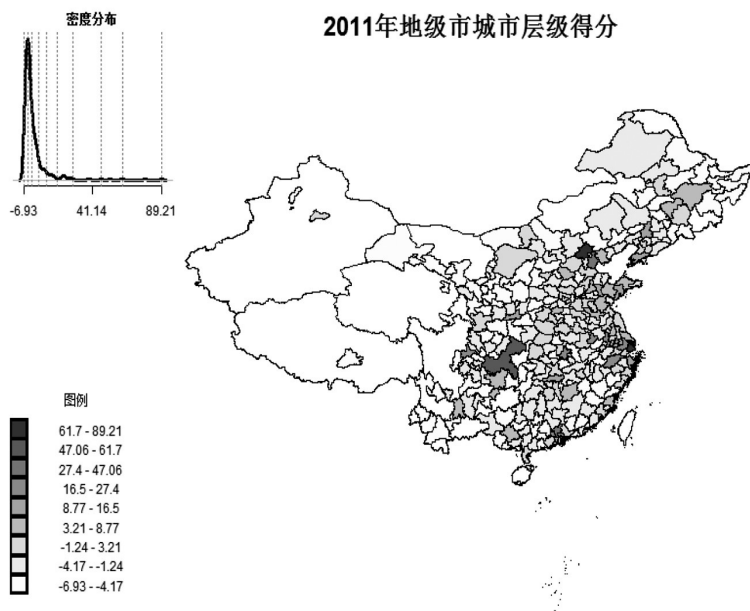 密度分布
2011年地级市城市层级得分
-6.93 41.14 89.21
图例
61.7 - 89.21
47.06 - 61.7
27.4 - 47.06
16.5 - 27.4
8.77 - 16.5
3.21 - 8.77
-1.24 - 3.21
-4.17 - -1.24
-6.93 - -4.17